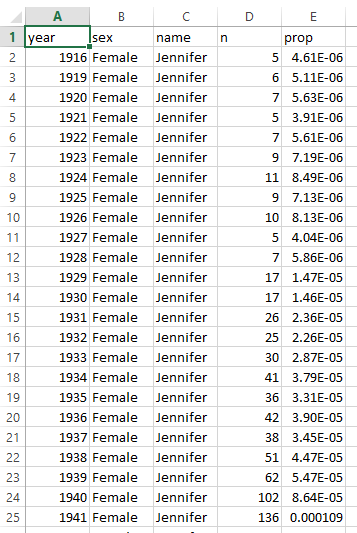 A B C D E
1 year sex name n prop
2 1916 Female Jennifer 5 4.61E-06
3 1919 Female Jennifer 6 5.11E-06
4 1920 Female Jennifer 7 5.63E-06
5 1921 Female Jennifer 5 3.91E-06
6 1922 Female Jennifer 7 5.61E-06
7 1923 Female Jennifer 9 7.19E-06
8 1924 Female Jennifer 11 8.49E-06
9 1925 Female Jennifer 9 7.13E-06
10 1926 Female Jennifer 10 8.13E-06
11 1927 Female Jennifer 5 4.04E-06
12 1928 Female Jennifer 7 5.86E-06
13 1929 Female Jennifer 17 1.47E-05
14 1930 Female Jennifer 17 1.46E-05
15 1931 Female Jennifer 26 2.36E-05
16 1932 Female Jennifer 25 2.26E-05
17 1933 Female Jennifer 30 2.87E-05
18 1934 Female Jennifer 41 3.79E-05
19 1935 Female Jennifer 36 3.31E-05
20 1936 Female Jennifer 42 3.90E-05
21 1937 Female Jennifer 38 3.45E-05
22 1938 Female Jennifer 51 4.47E-05
23 1939 Female Jennifer 62 5.47E-05
24 1940 Female Jennifer 102 8.64E-05
25 1941 Female Jennifer 136 0.000109